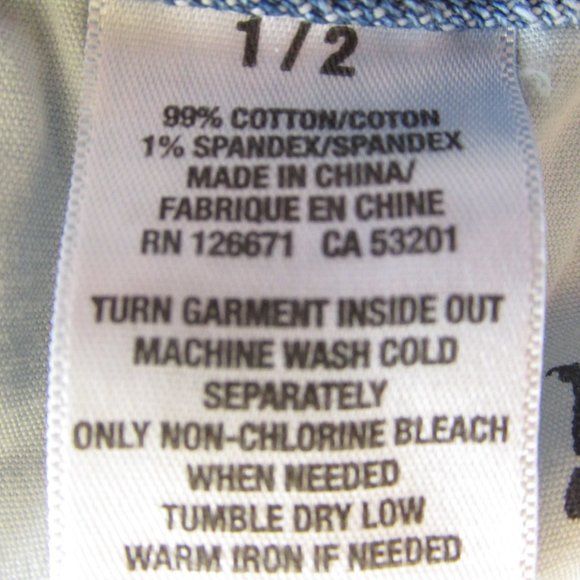 1/2
99% COTTON/COTON
1% SPANDEX/SPANDEX
MADE IN CHINA/
FABRIQUE EN CHINE
RN 126671 CA 53201
TURN GARMENT INSIDE OUT
MACHINE WASH COLD
SEPARATELY
ONLY NON-CHLORINE BLEACH
WHEN NEEDED
TUMBLE DRY LOW
WARM IRON IF NEEDED